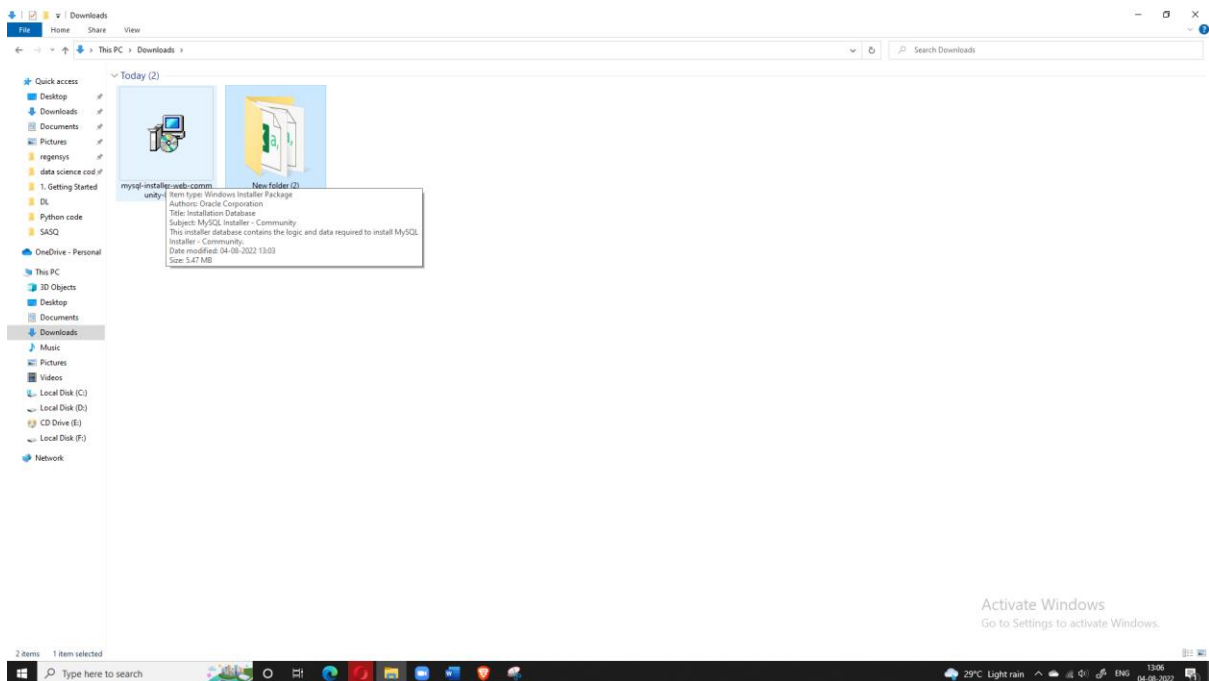 Downloads
File Home Share View
This PC > Downloads >
Search Downloads
Quick access
Desktop
Downloads
Documents
Pictures
regensys
data science cod
1. Getting Started
DL
Python code
SASQ
OneDrive - Personal
This PC
3D Objects
Desktop
Documents
Downloads
Music
Pictures
Videos
Local Disk (C:)
Local Disk (D:)
CD Drive (E:)
Local Disk (F:)
Network
Today (2)
mysql-installer-web-comm
unity-
New folder (2)
Item type: Windows Installer Package
Authors: Oracle Corporation
Title: Installation Database
Subject: MySQL Installer - Community
This installer database contains the logic and data required to install MySQL
Installer - Community.
Date modified: 04-08-2022 13:03
Size: 5.47 MB
Activate Windows
Go to Settings to activate Windows.
2 items 1 item selected
Type here to search
29°C Light rain
ENG
13:06
04-08-2022